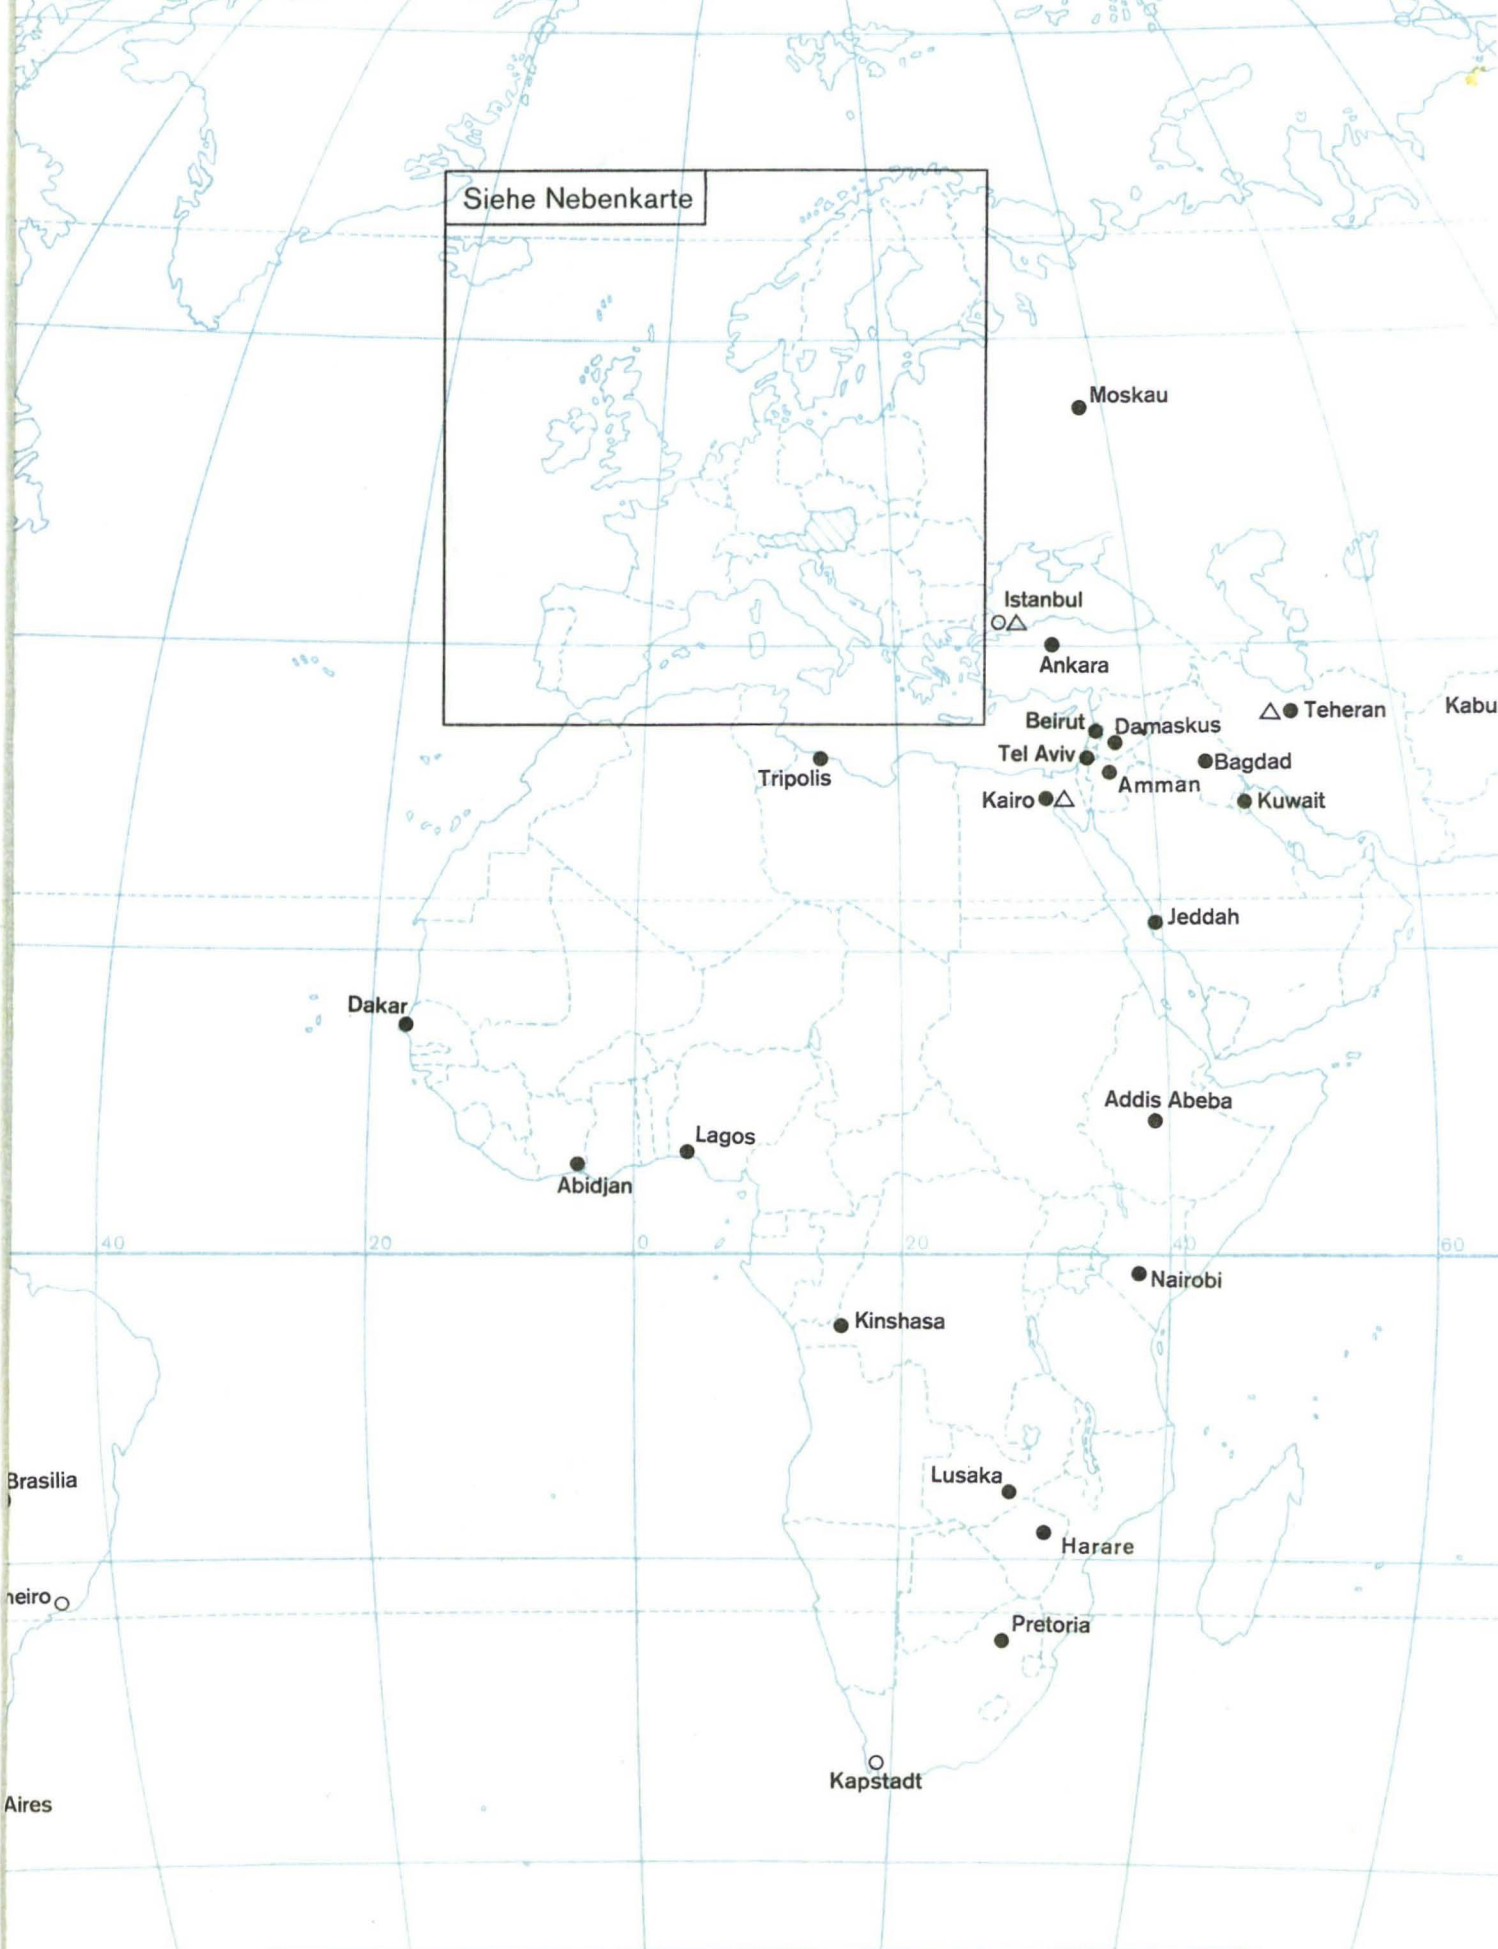 Siehe Nebenkarte
Moskau
Istanbul
Ankara
Kabu
Teheran
Beirut
Damaskus
Tel Aviv
Bagdad
Tripolis
Amman
Kairo
Kuwait
Jeddah
Dakar
Addis Abeba
Lagos
Abidjan
40
20
0
20
40
60
Nairobi
Kinshasa
Brasilia
Lusaka
Harare
neiro
Pretoria
Kapstadt
Aires